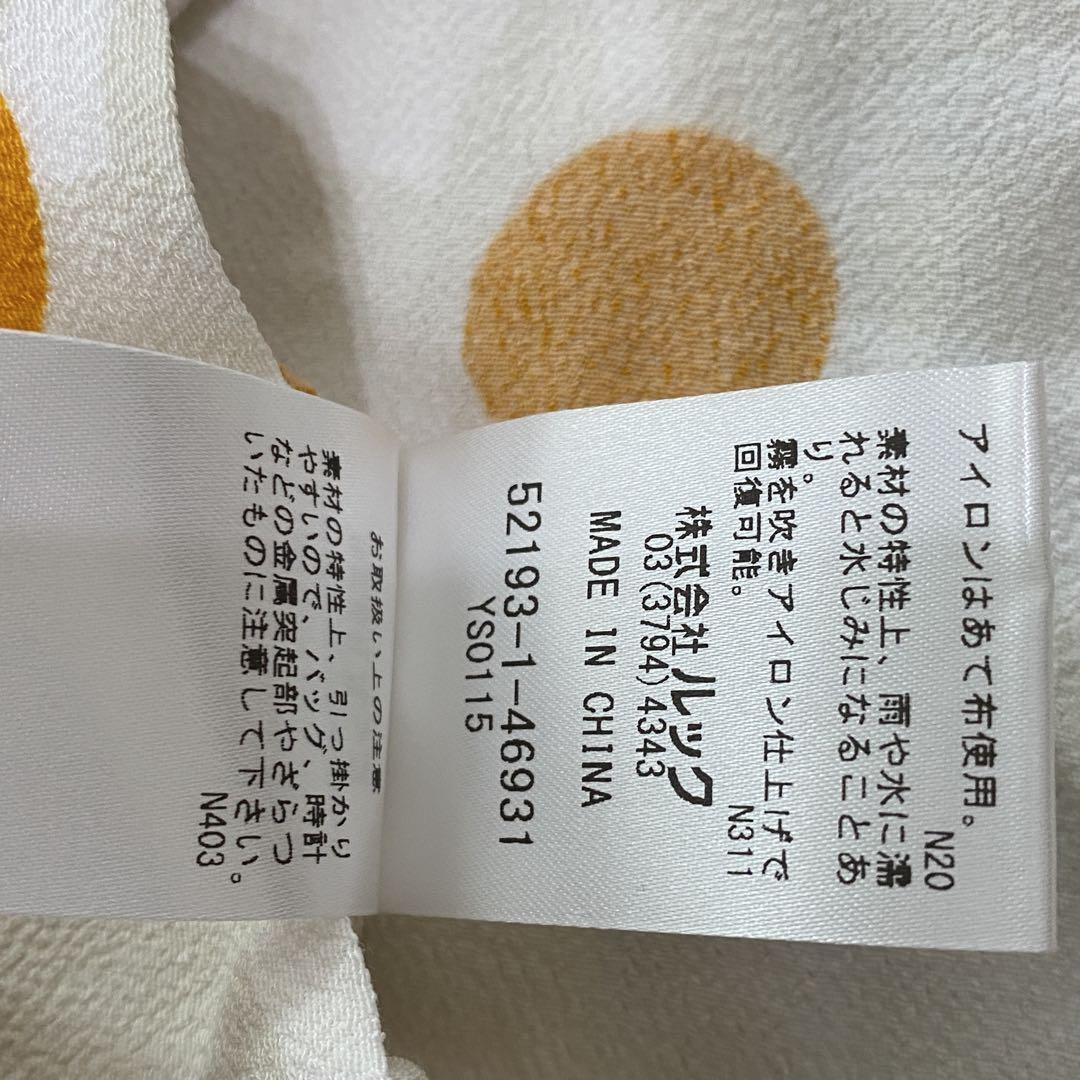 アイロンはあて布使用。
N20
素材の特性上、雨や水に濡
れると水じみになることあ
り。
霧を吹きアイロン仕上げで
回復可能。
N311
株式会社ルック
03(3794)4343
MADE IN CHINA
52193-1-46931
YS0115
お取扱い上の注意
素材の特性上、引っ掛かり
やすいので、バッグ、時計
などの金属突起部やざらつ
いたものに注意して下さい。
N403